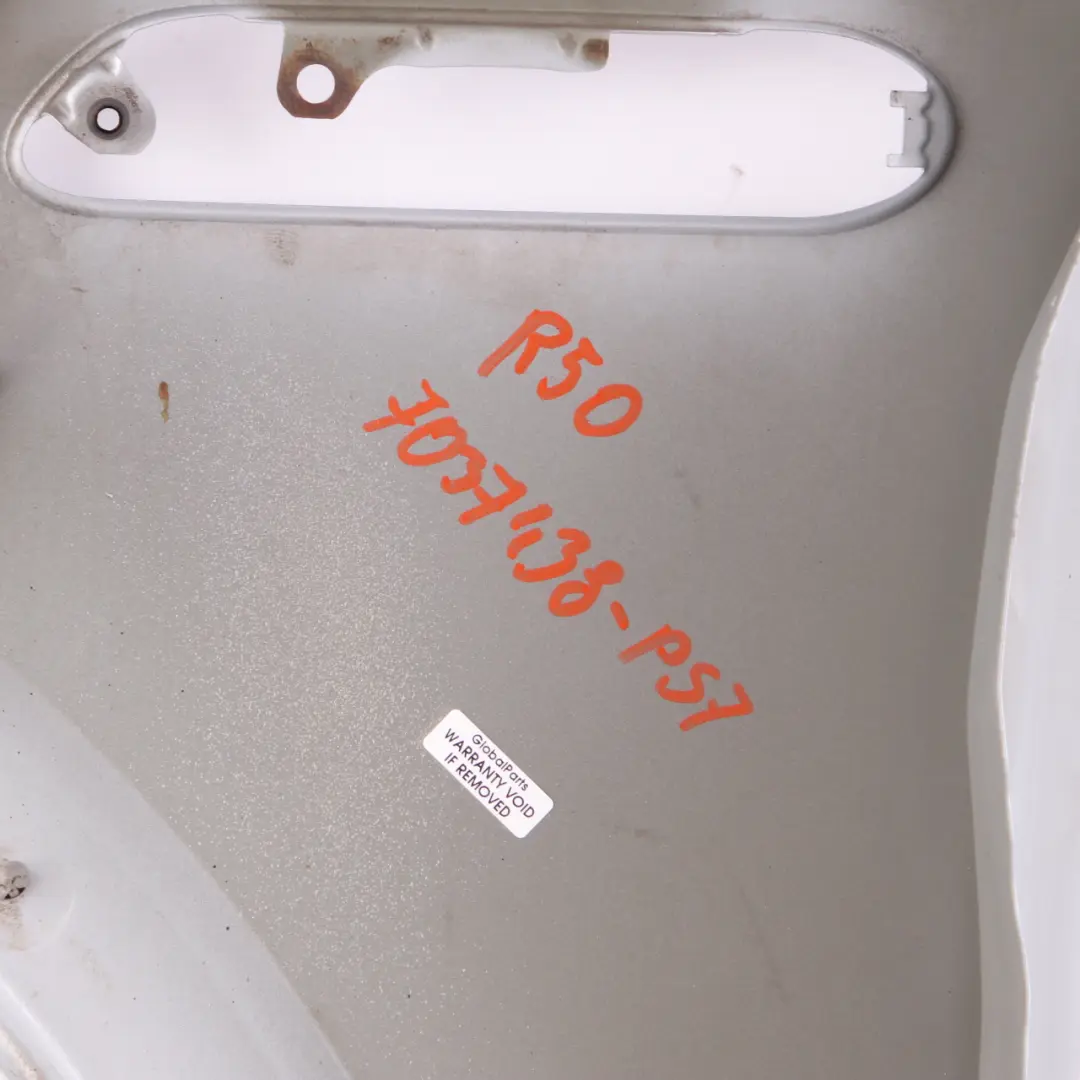 R50
7037138-PS7
GlobalParts
WARRANTY VOID
IF REMOVED